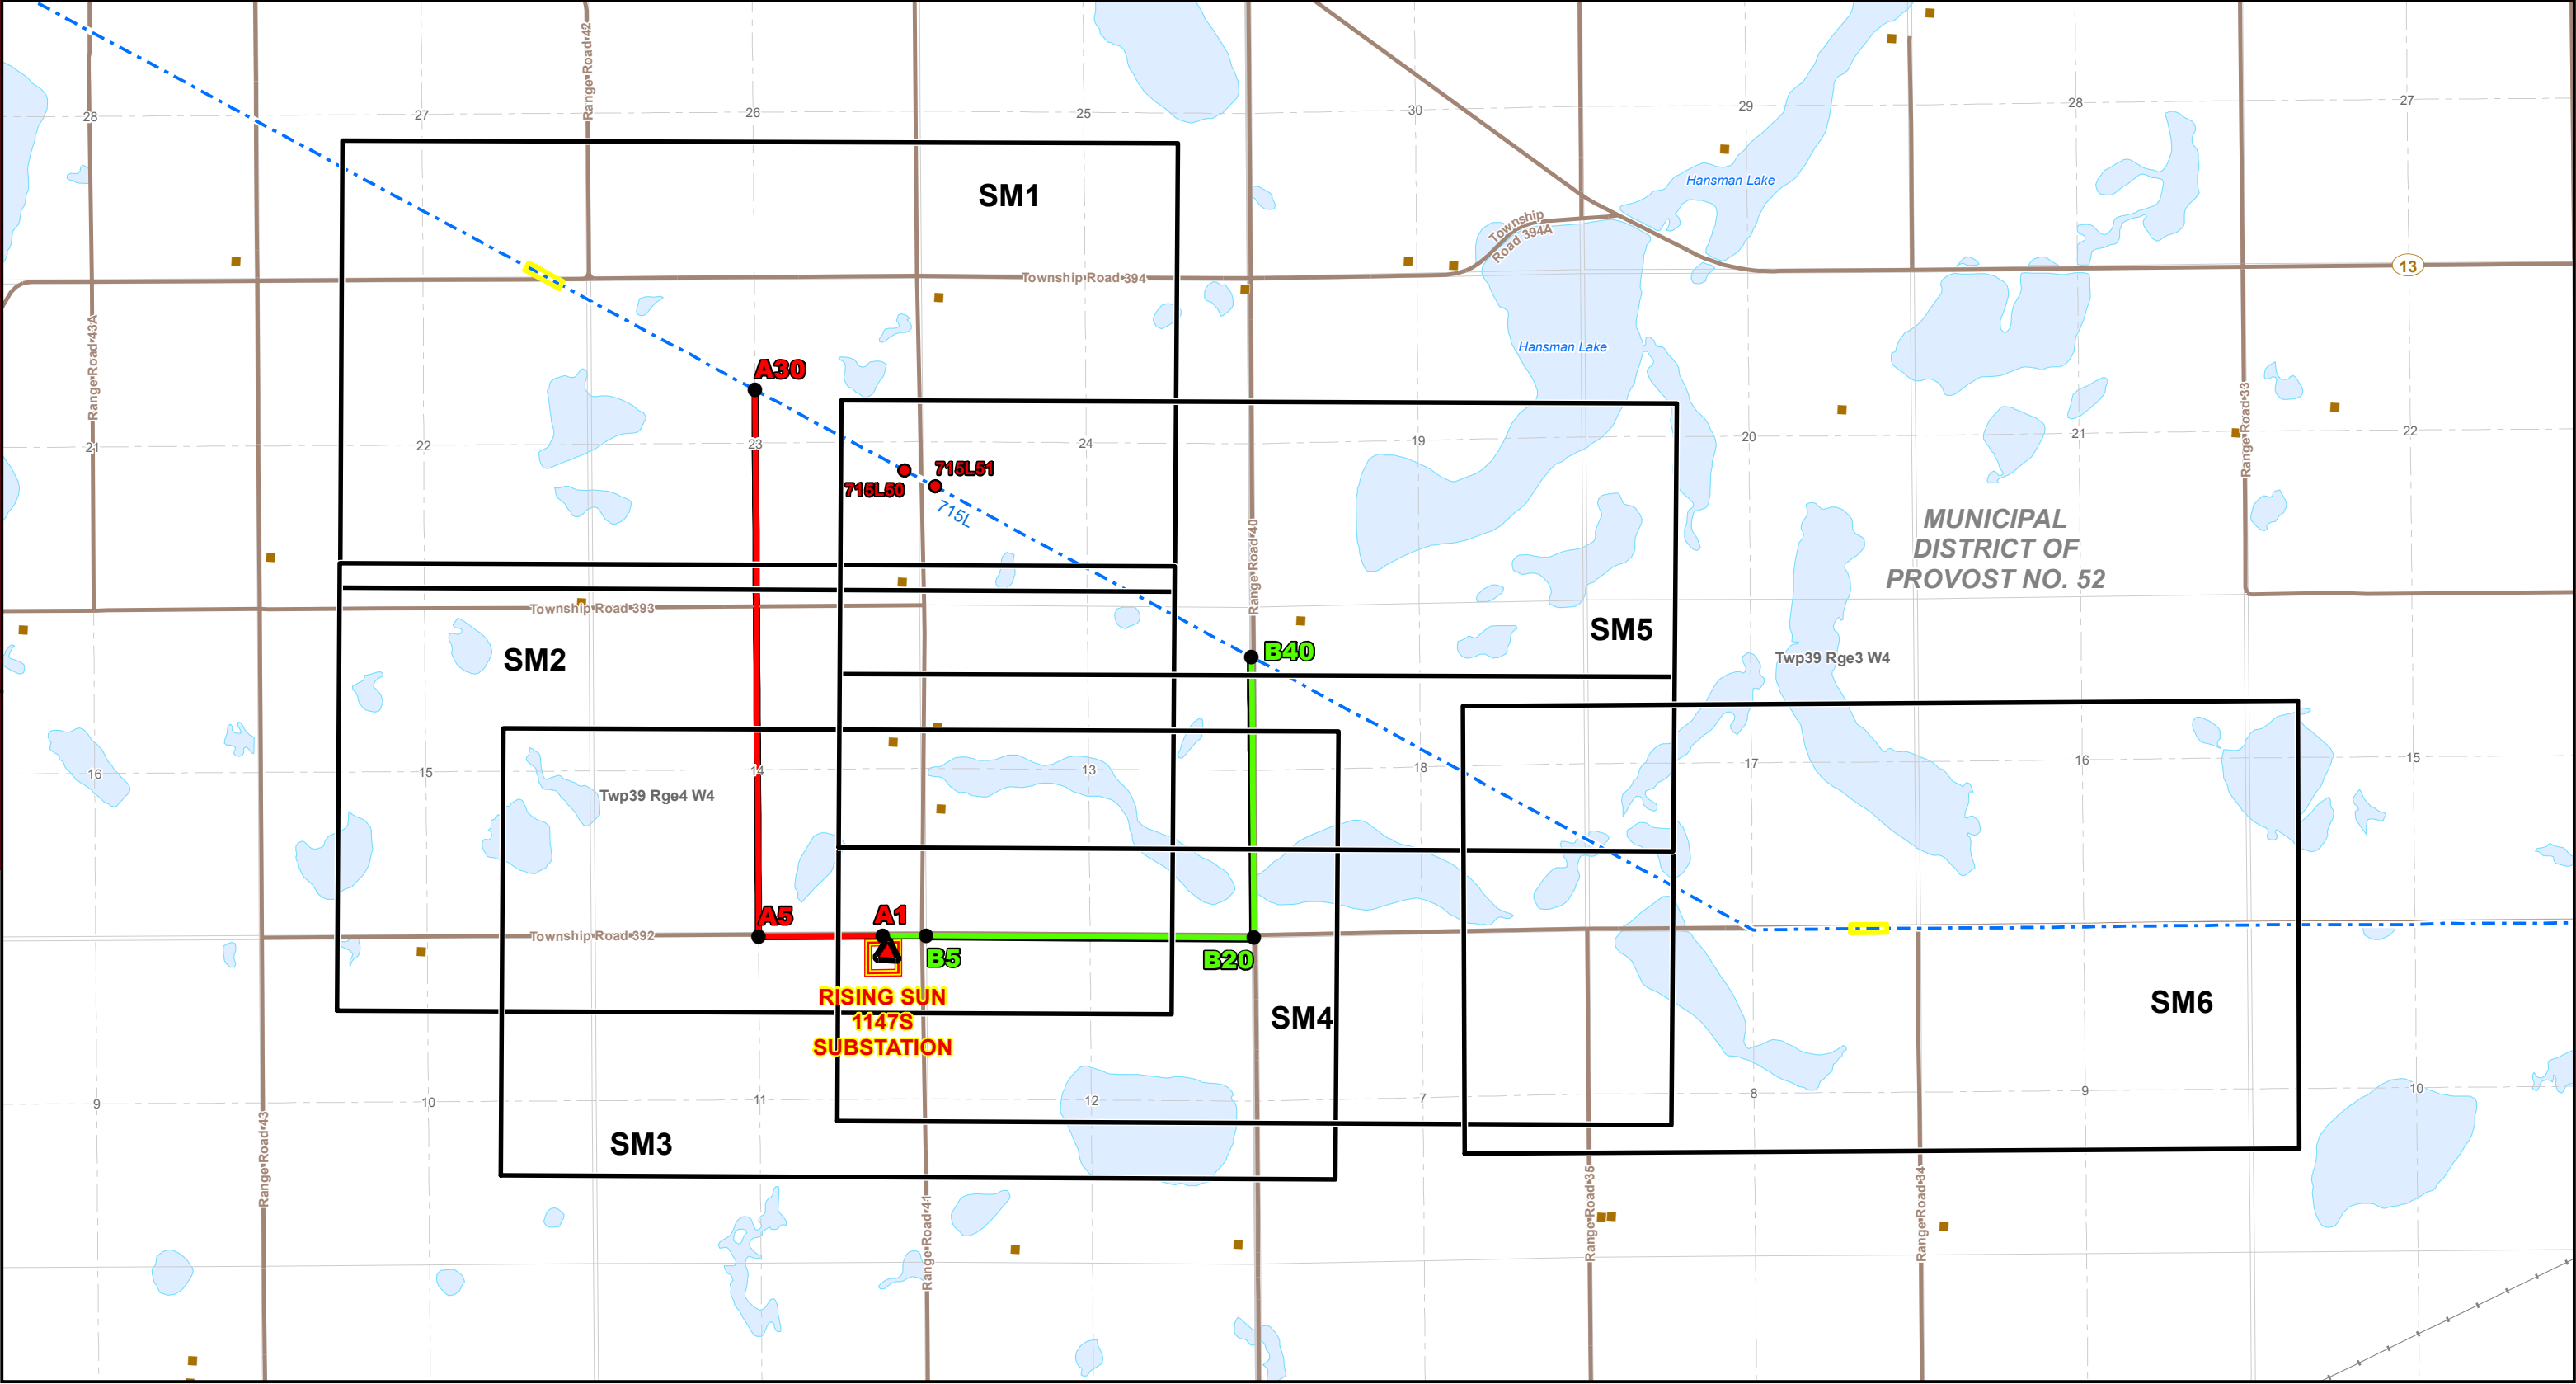 Range Road 42
28
27
26
25
30
29
28
27
Hansman Lake
SM1
Township
Road 394A
Township Road 394
13
Hansman Lake
Range Road 43A
A30
Range Road 33
21
22
23
24
19
20
21
22
715L51
715L50
715L
MUNICIPAL
DISTRICT OF
PROVOST NO. 52
Range Road 40
Township Road 393
SM5
SM2
B40
Twp39 Rge3 W4
16
15
14
13
18
17
16
15
Twp39 Rge4 W4
A5
A1
Township Road 392
B5
B20
RISING SUN
1147S
SUBSTATION
SM4
SM6
9
10
11
12
7
8
9
10
SM3
Range Road 43
Range Road 41
Range Road 35
Range Road 34